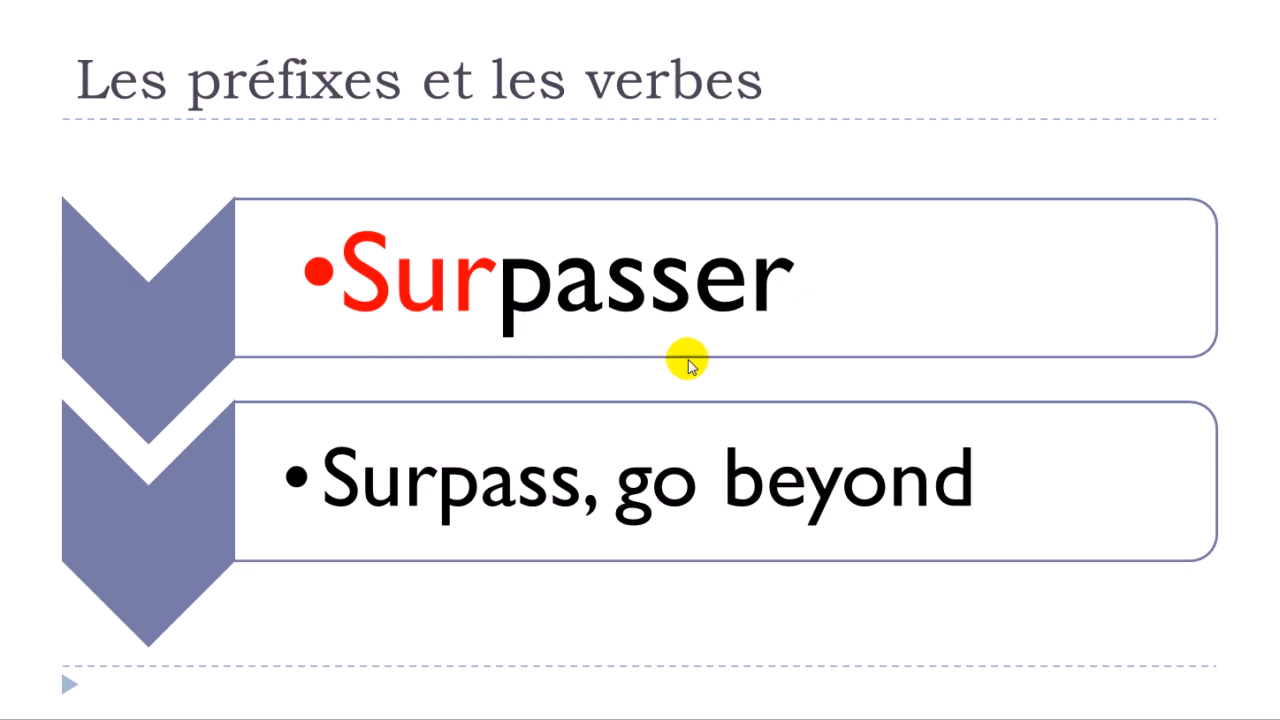 Les préfixes et les verbes
•Surpasser
•Surpass, go beyond